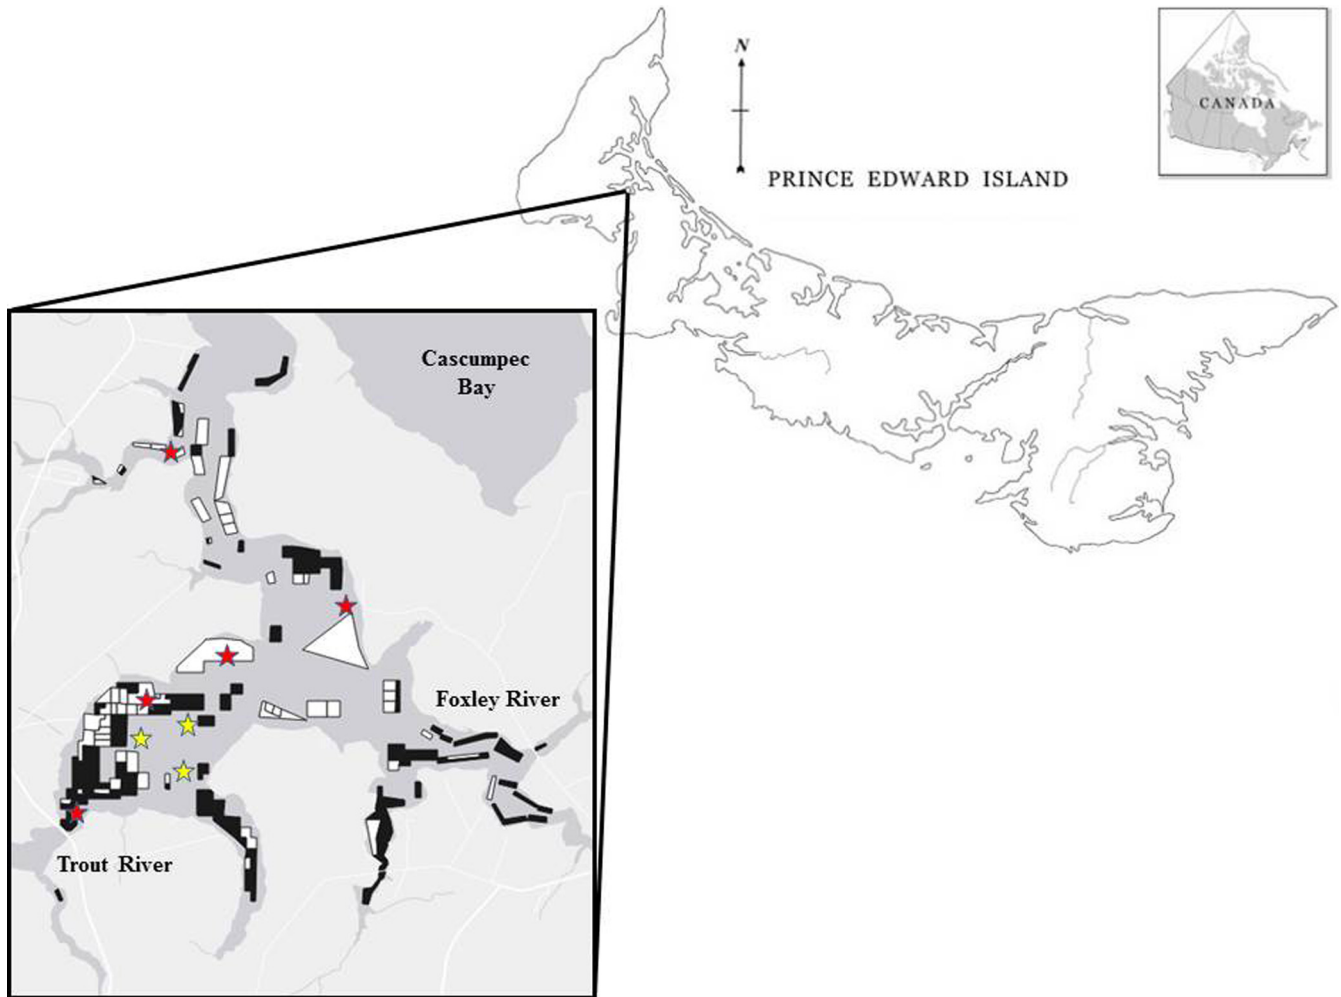 N
CANADA
PRINCE EDWARD ISLAND
Cascumpec
Bay
Foxley River
Trout River